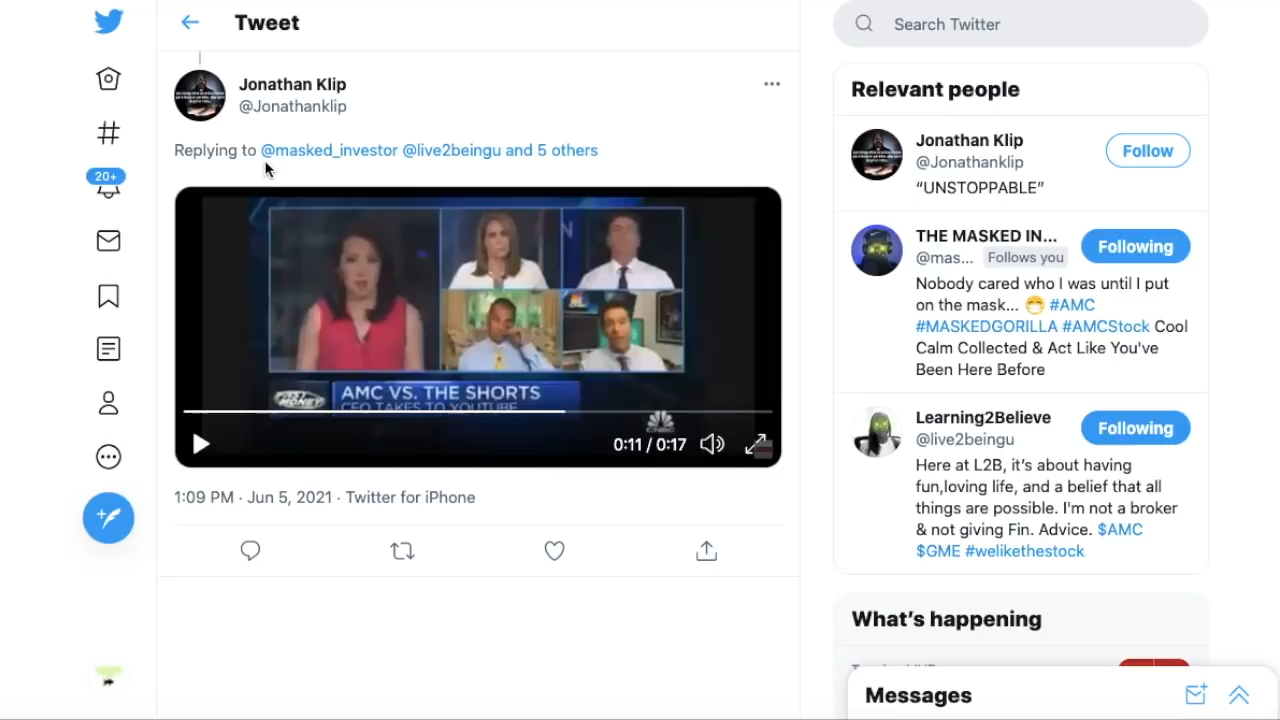 Tweet
Search Twitter
20+
Jonathan Klip
@Jonathanklip
Replying to @masked_investor @live2beingu and 5 others
FAST MONEY
AMC VS. THE SHORTS
CEO TAKES TO YOUTUBE
CNBC
0:11 / 0:17
1:09 PM · Jun 5, 2021 · Twitter for iPhone
Relevant people
Jonathan Klip
@Jonathanklip
Follow
“UNSTOPPABLE”
THE MASKED IN...
@mas... Follows you
Following
Nobody cared who I was until I put
on the mask... 😷 #AMC
#MASKEDGORILLA #AMCStock Cool
Calm Collected & Act Like You've
Been Here Before
Learning2Believe
@live2beingu
Following
Here at L2B, it’s about having
fun,loving life, and a belief that all
things are possible. I'm not a broker
& not giving Fin. Advice. $AMC
$GME #welikethestock
What’s happening
Messages